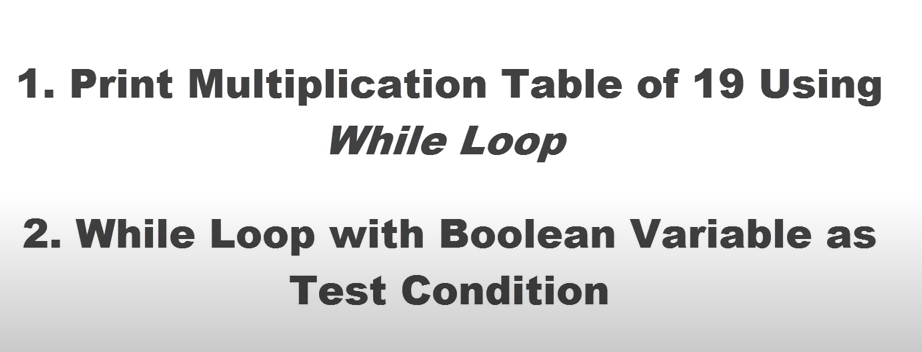 1. Print Multiplication Table of 19 Using
While Loop
2. While Loop with Boolean Variable as
Test Condition